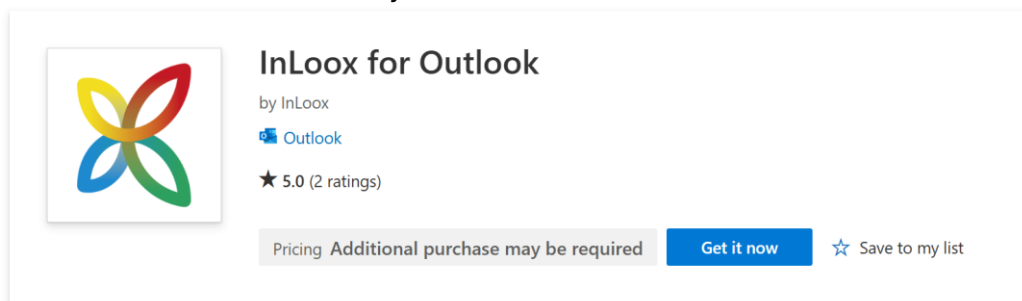 InLoox for Outlook
by InLoox
Outlook
★ 5.0 (2 ratings)
Pricing Additional purchase may be required
Get it now
☆ Save to my list